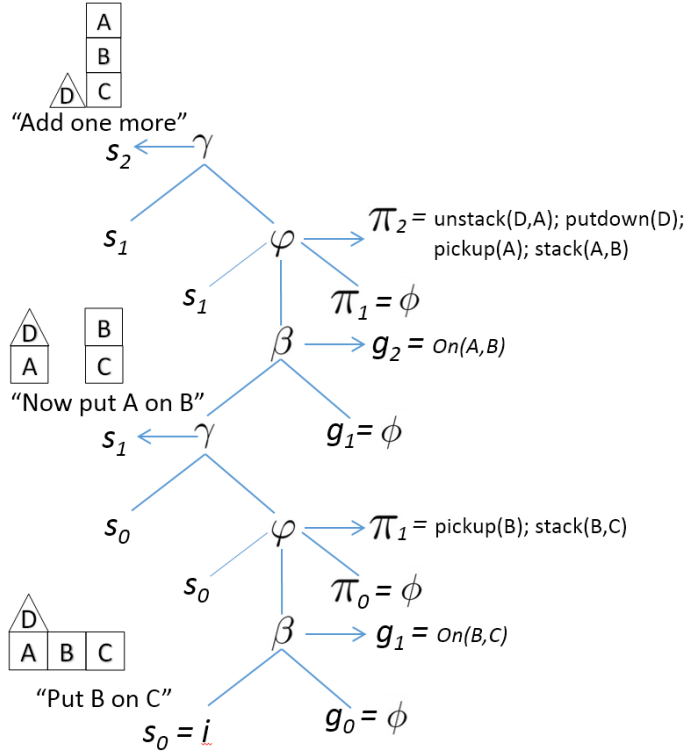 A
B
D C
“Add one more”
s2 γ
s1
φ π2 = unstack(D,A); putdown(D);
pickup(A); stack(A,B)
s1 π1 = ϕ
D B
A C
β g2 = On(A,B)
“Now put A on B”
s1 γ g1 = ϕ
s0
φ π1 = pickup(B); stack(B,C)
s0 π0 = ϕ
D
A B C
β g1 = On(B,C)
“Put B on C”
s0 = i g0 = ϕ